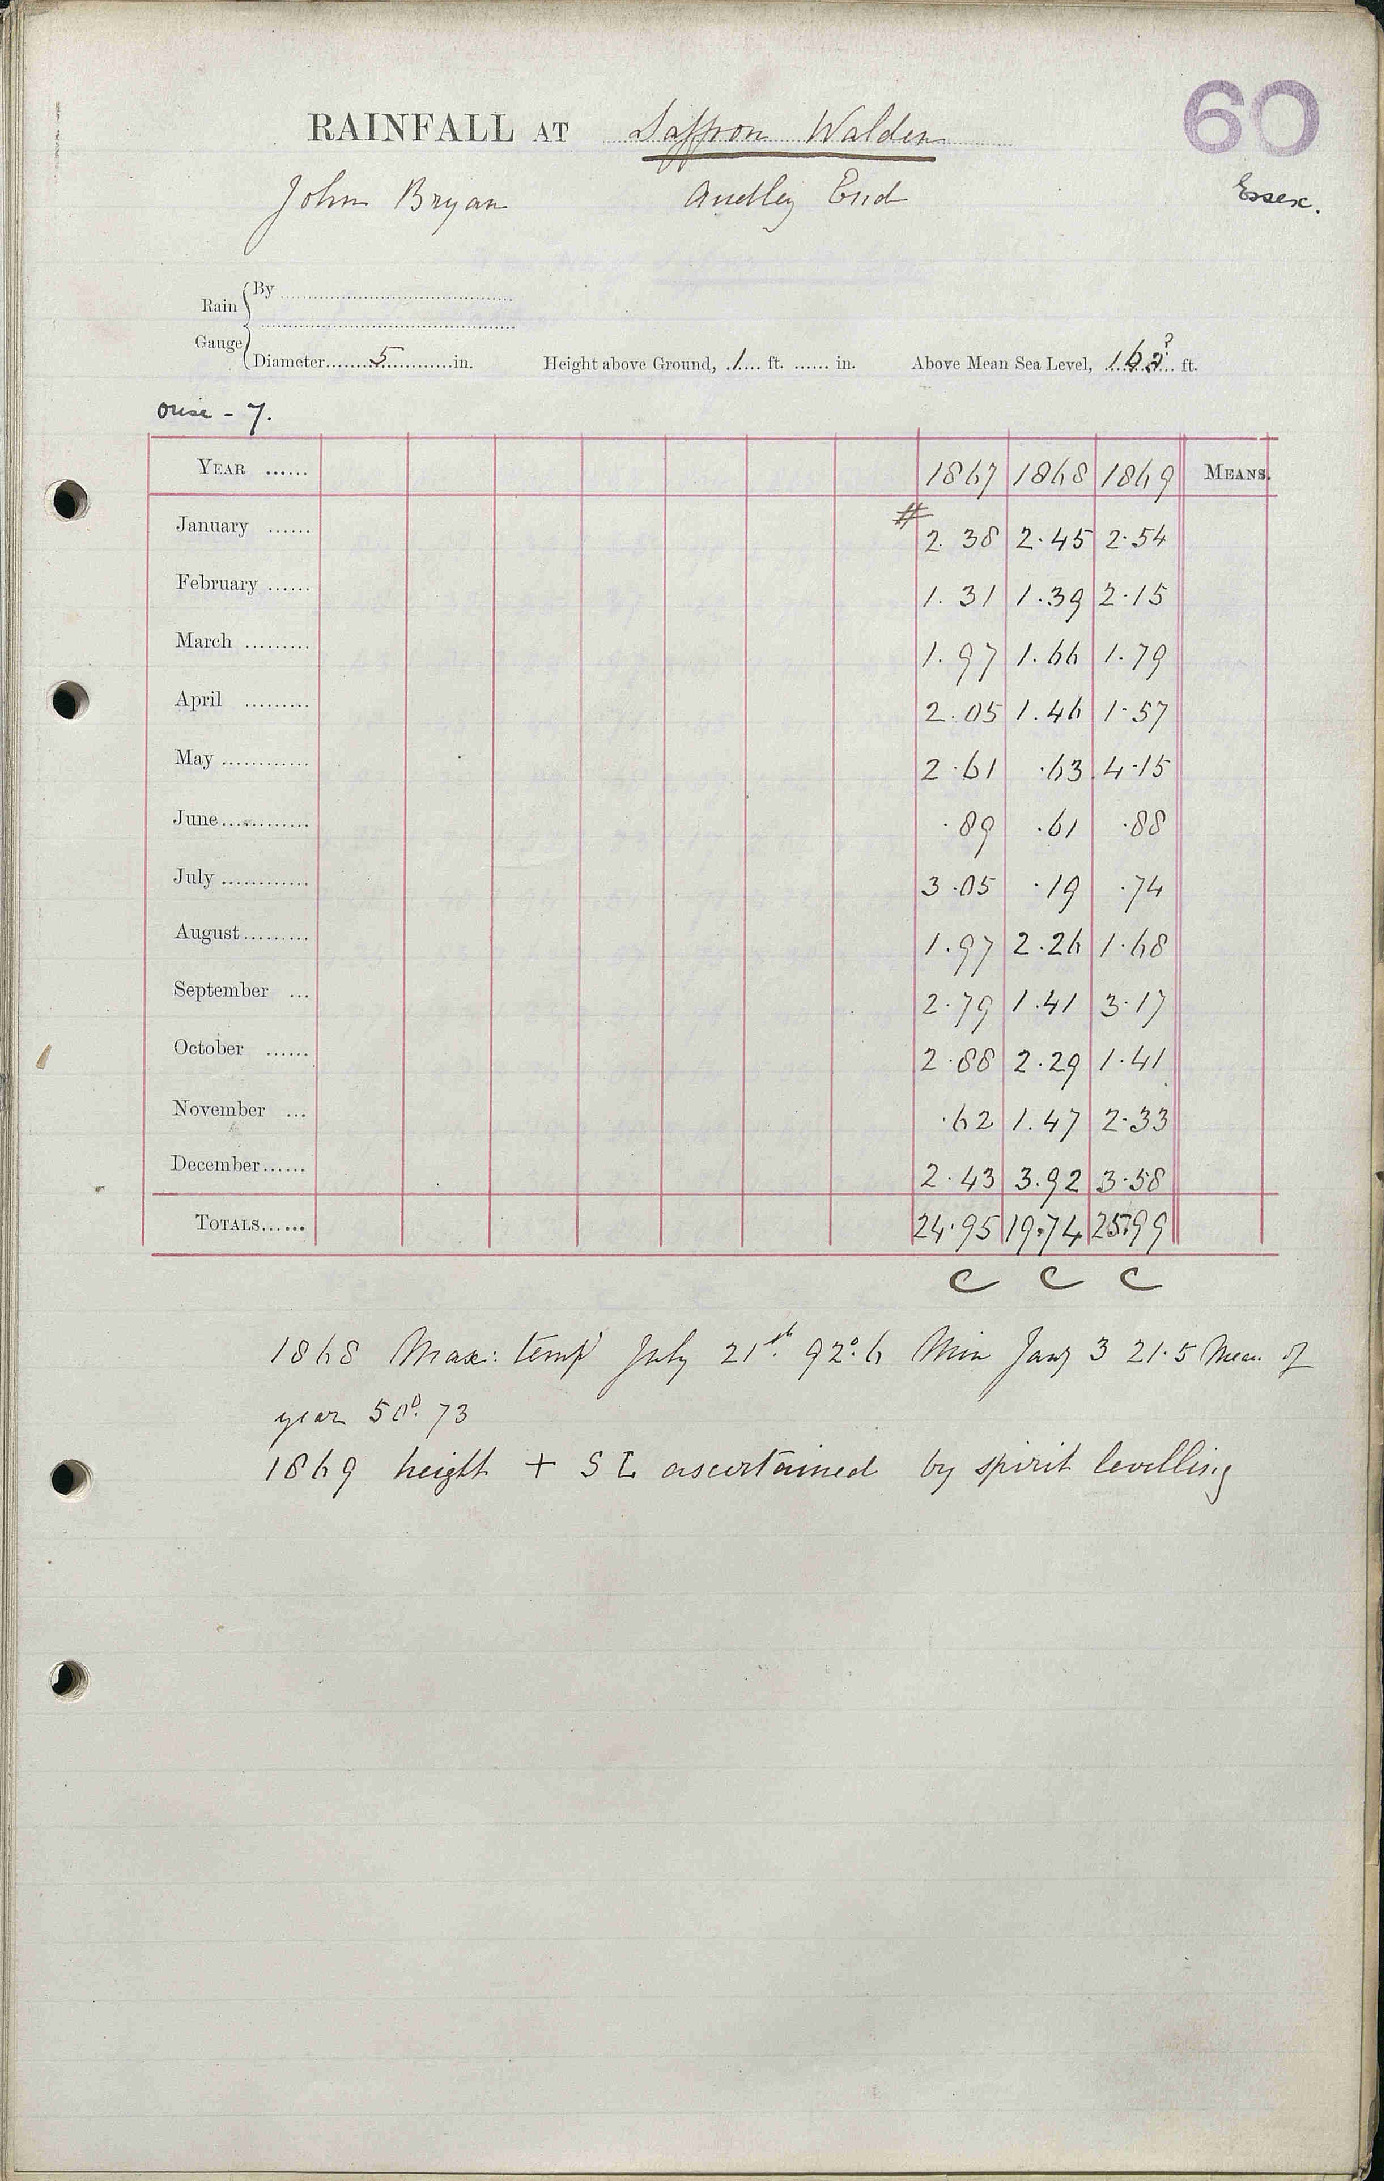 60
RAINFALL AT Saffron Walden
John Bryan Audley End Essex.
Rain Gauge
By
Diameter 5 in. Height above Ground, 1 ft. in. Above Mean Sea Level, ? ft.
ouse - 7.
YEAR 1867 1868 1869 MEANS.
January # 2.38 2.45 2.54
February 1.31 1.39 2.15
March 1.97 1.66 1.79
April 2.05 1.46 1.57
May 2.61 .63 4.15
June .89 .61 .88
July 3.05 .19 .74
August 1.97 2.26 1.68
September 2.79 1.41 3.17
October 2.88 2.29 1.41
November .62 1.47 2.33
December 2.43 3.92 3.58
TOTALS 24.95 19.74 25.99
C C C
1868 Max: temp July 21st 92°.6 Min Jany 3 21.5 Mean of
year 50°.73
1869 height + SL ascertained by spirit levelling